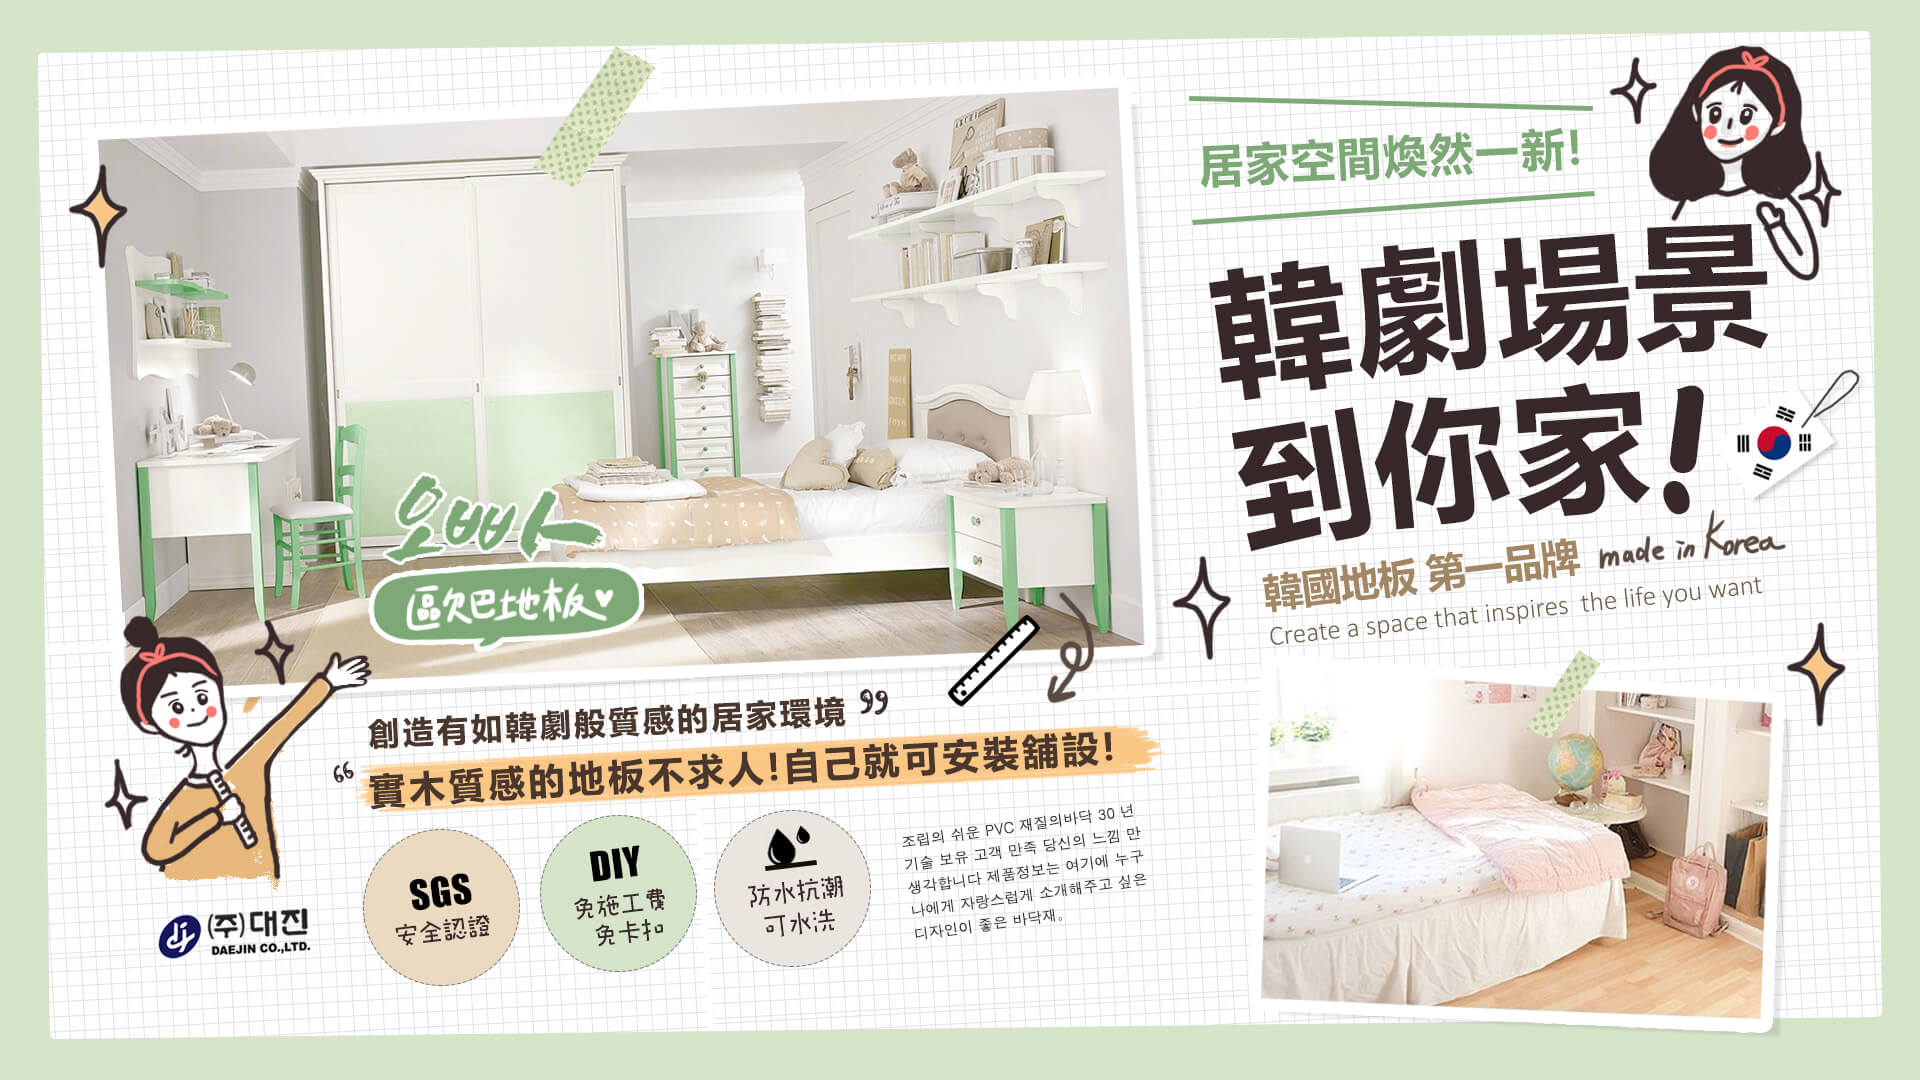 居家空間煥然一新!
韓劇場景
到你家!
韓國地板 第一品牌 made in Korea
Create a space that inspires the life you want
오빠
歐巴地板
創造有如韓劇般質感的居家環境
實木質感的地板不求人!自己就可安裝舖設!
SGS
安全認證
DIY
免施工費
免卡扣
防水抗潮
可水洗
조립의 쉬운 PVC 재질의바닥 30 년
기술 보유 고객 만족 당신의 느낌 만
생각합니다 제품정보는 여기에 누구
나에게 자랑스럽게 소개해주고 싶은
디자인이 좋은 바닥재。
(주)대진
DAEJIN CO.,LTD.